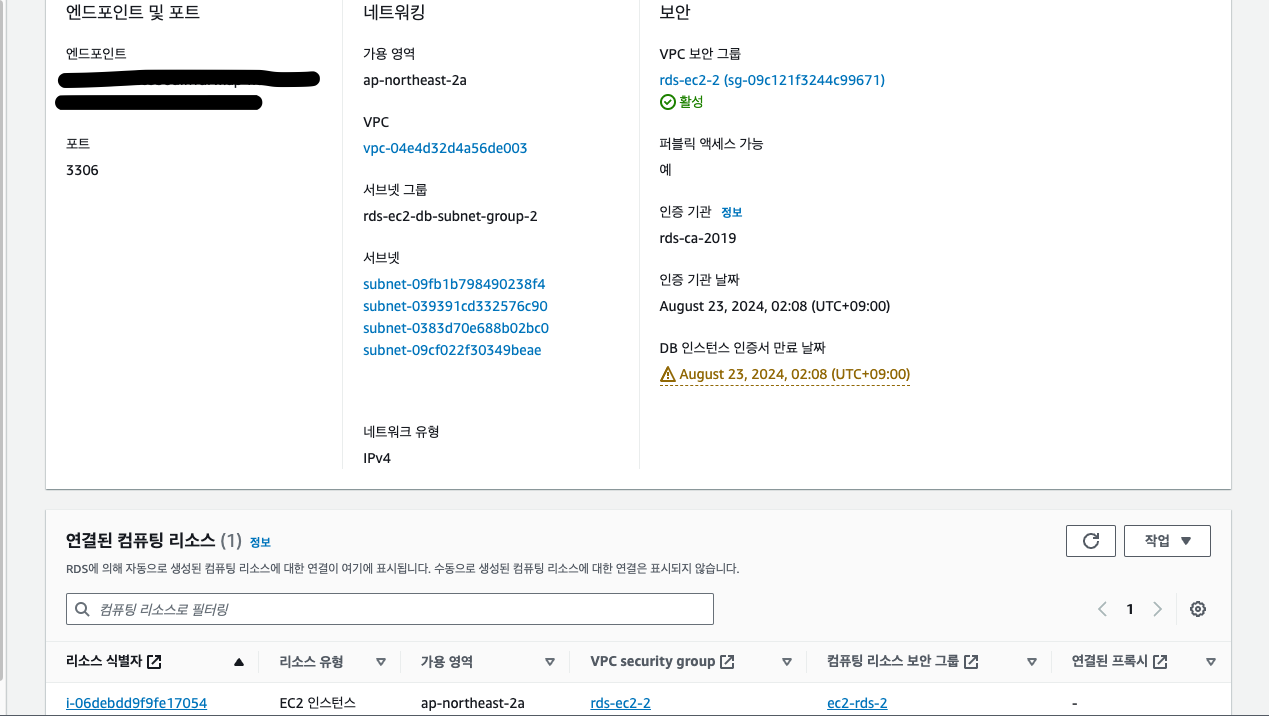 엔드포인트 및 포트
엔드포인트
포트
3306
네트워킹
가용 영역
ap-northeast-2a
VPC
vpc-04e4d32d4a56de003
서브넷 그룹
rds-ec2-db-subnet-group-2
서브넷
subnet-09fb1b798490238f4
subnet-039391cd332576c90
subnet-0383d70e688b02bc0
subnet-09cf022f30349beae
네트워크 유형
IPv4
보안
VPC 보안 그룹
rds-ec2-2 (sg-09c121f3244c99671)
활성
퍼블릭 액세스 가능
예
인증 기관 정보
rds-ca-2019
인증 기관 날짜
August 23, 2024, 02:08 (UTC+09:00)
DB 인스턴스 인증서 만료 날짜
August 23, 2024, 02:08 (UTC+09:00)
연결된 컴퓨팅 리소스 (1) 정보
작업
RDS에 의해 자동으로 생성된 컴퓨팅 리소스에 대한 연결이 여기에 표시됩니다. 수동으로 생성된 컴퓨팅 리소스에 대한 연결은 표시되지 않습니다.
컴퓨팅 리소스로 필터링
1
리소스 식별자 리소스 유형 가용 영역 VPC security group 컴퓨팅 리소스 보안 그룹 연결된 프록시
i-06debdd9f9fe17054 EC2 인스턴스 ap-northeast-2a rds-ec2-2 ec2-rds-2 -